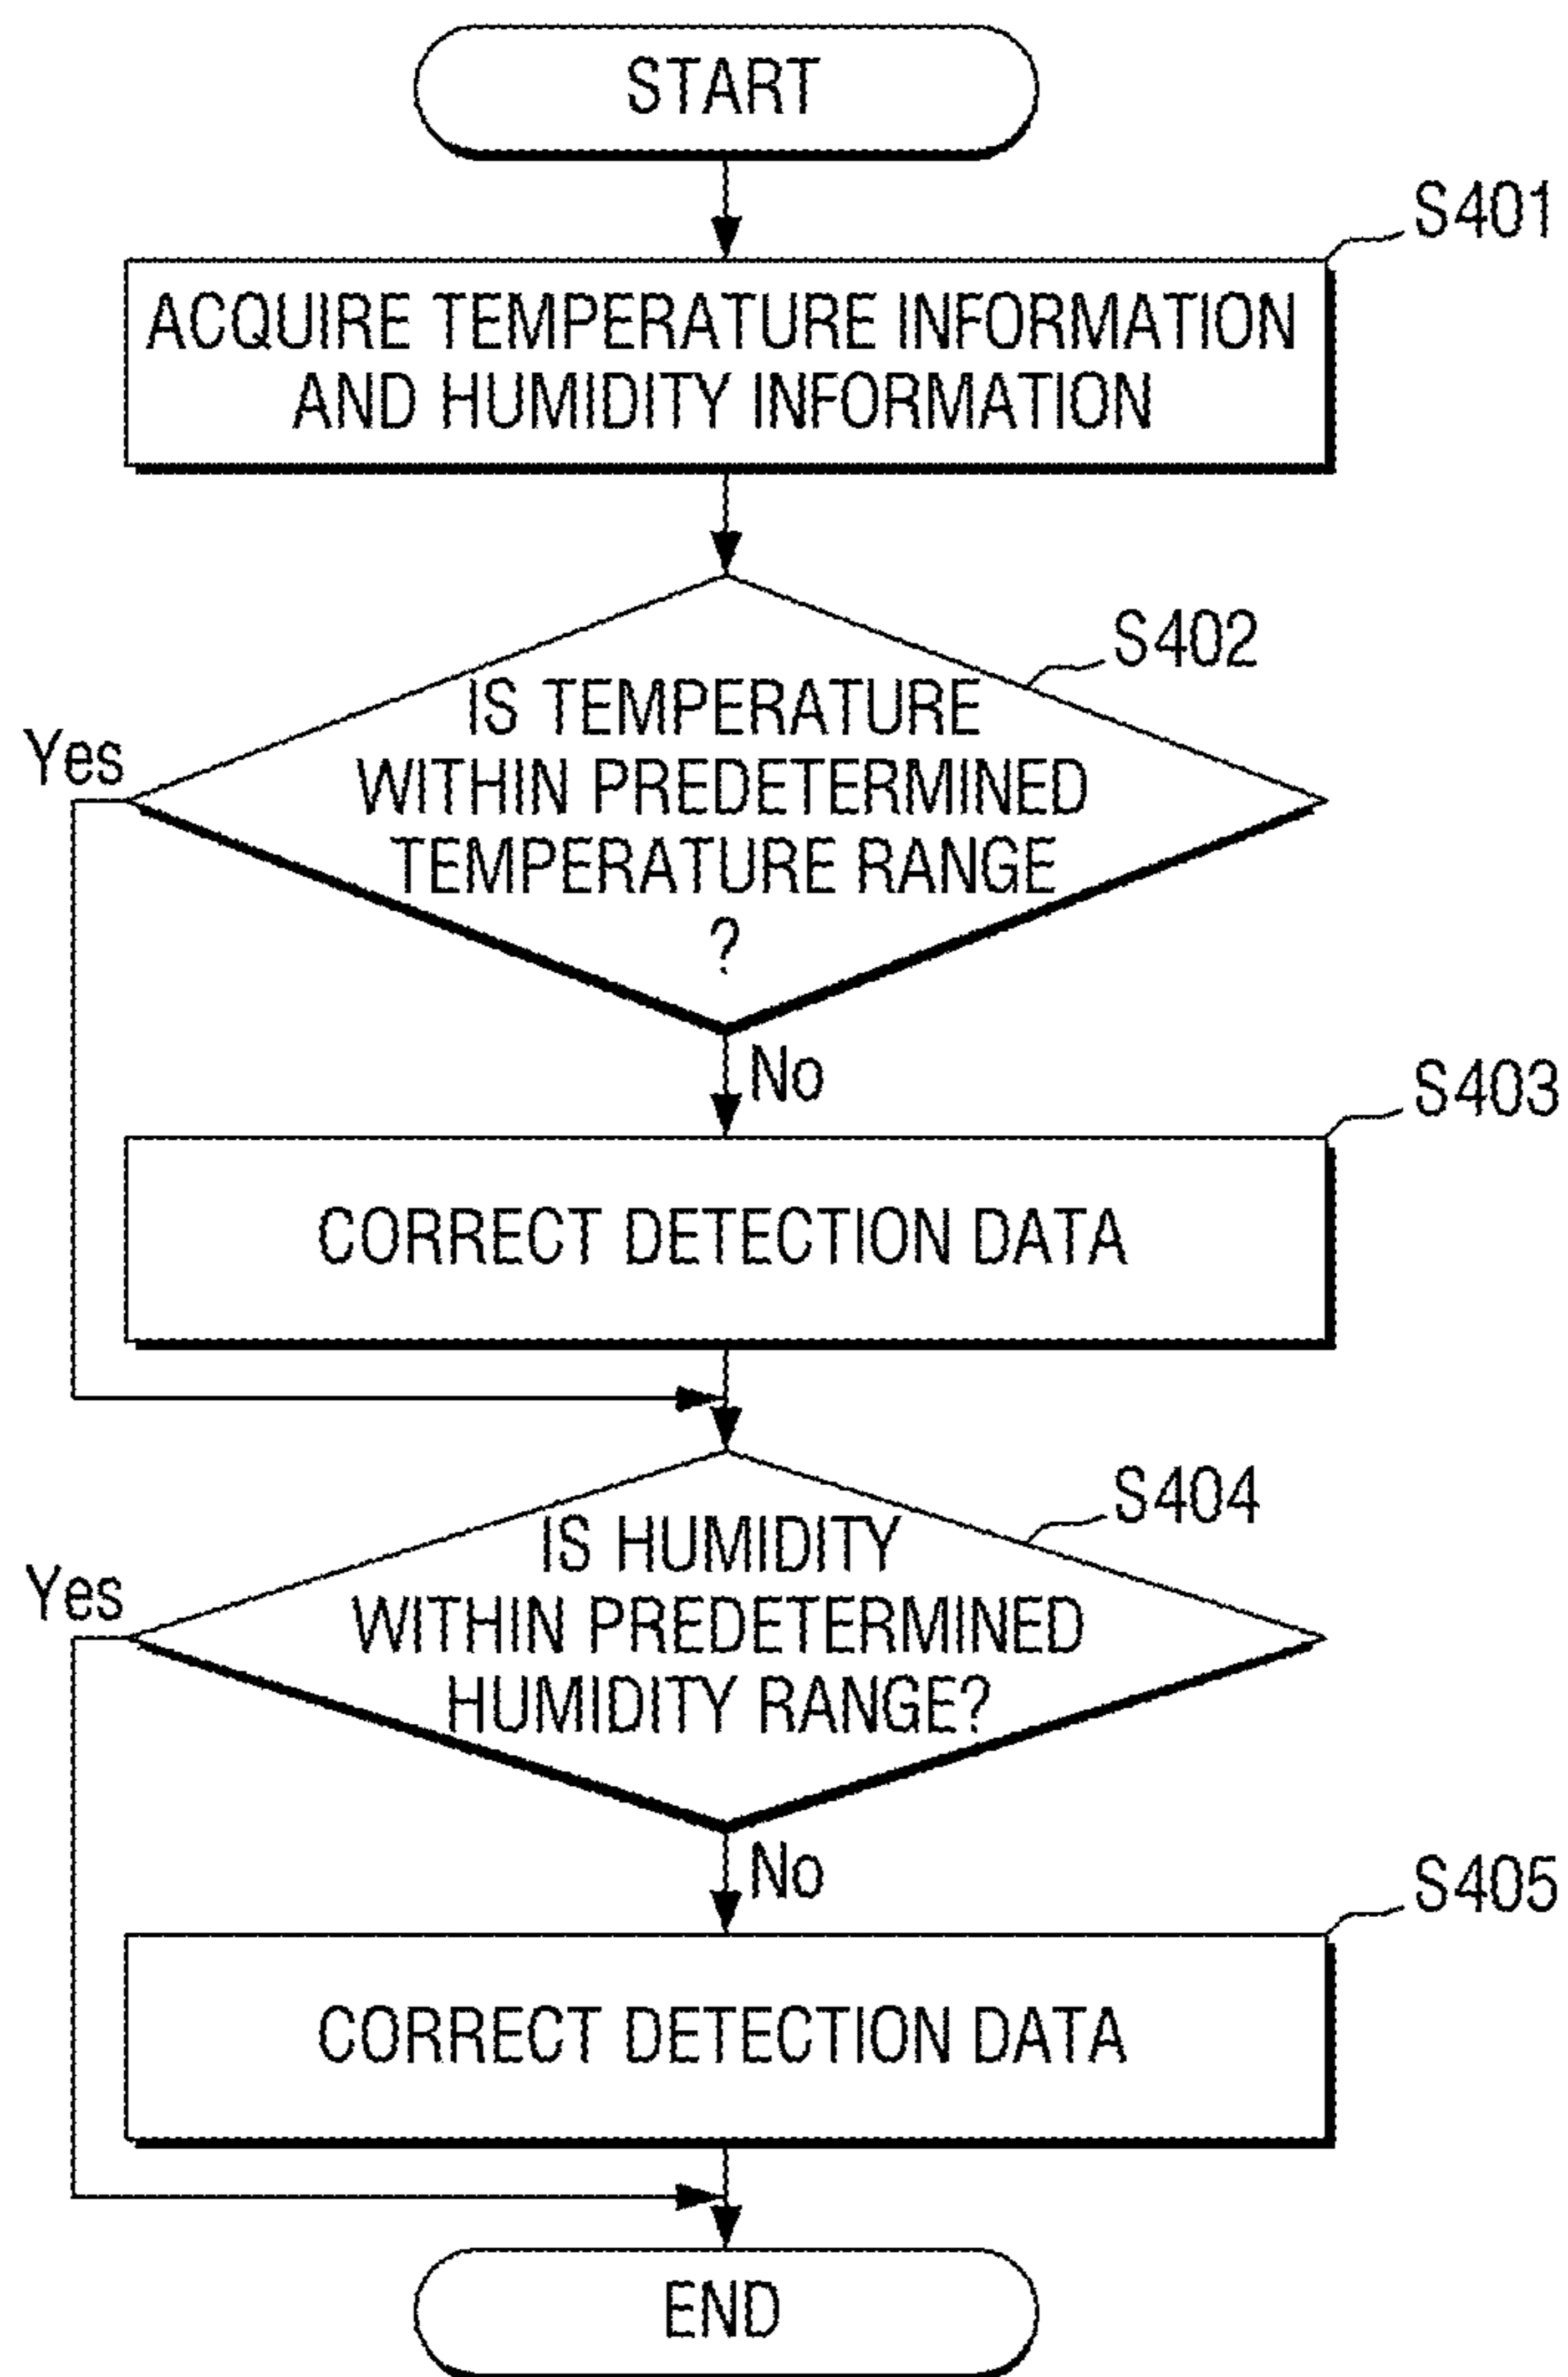 START
S401
ACQUIRE TEMPERATURE INFORMATION
AND HUMIDITY INFORMATION
S402
IS TEMPERATURE
WITHIN PREDETERMINED
TEMPERATURE RANGE
?
Yes
No
S403
CORRECT DETECTION DATA
S404
IS HUMIDITY
WITHIN PREDETERMINED
HUMIDITY RANGE?
Yes
No
S405
CORRECT DETECTION DATA
END